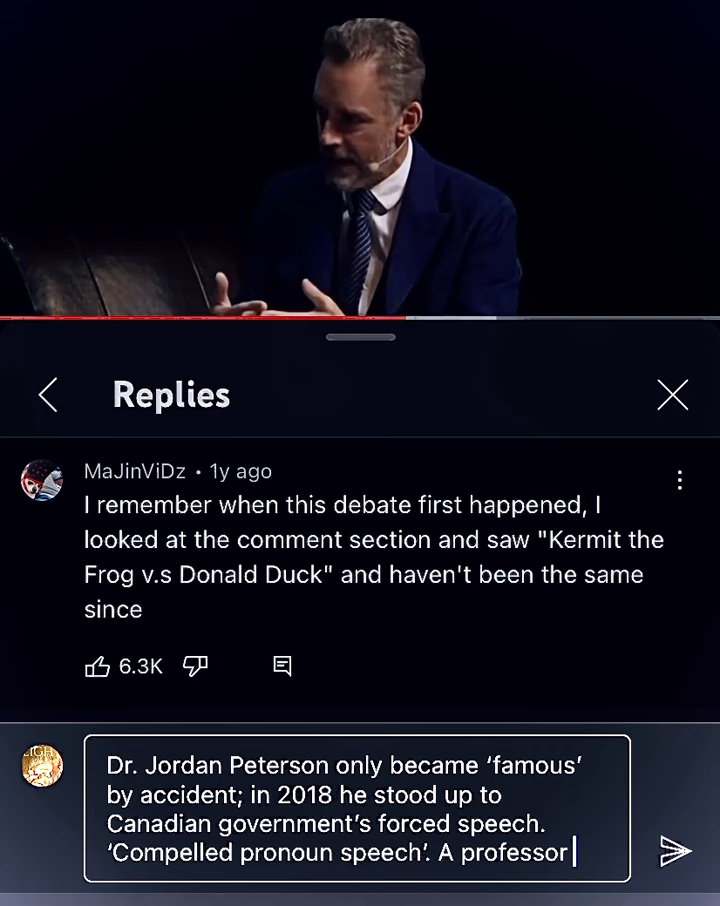 Replies
MaJinViDz • 1y ago
I remember when this debate first happened, I
looked at the comment section and saw "Kermit the
Frog v.s Donald Duck" and haven't been the same
since
6.3K
Dr. Jordan Peterson only became ‘famous’
by accident; in 2018 he stood up to
Canadian government’s forced speech.
‘Compelled pronoun speech’. A professor